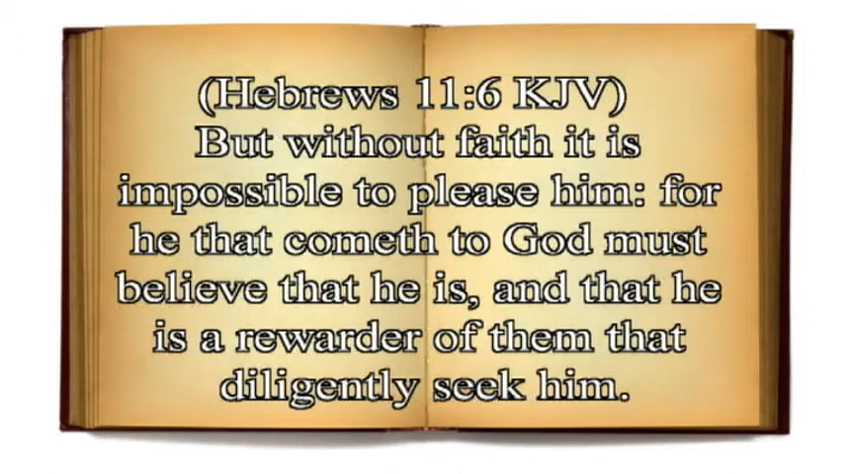 (Hebrews 11:6 KJV)
But without faith it is
impossible to please him: for
he that cometh to God must
believe that he is, and that he
is a rewarder of them that
diligently seek him.